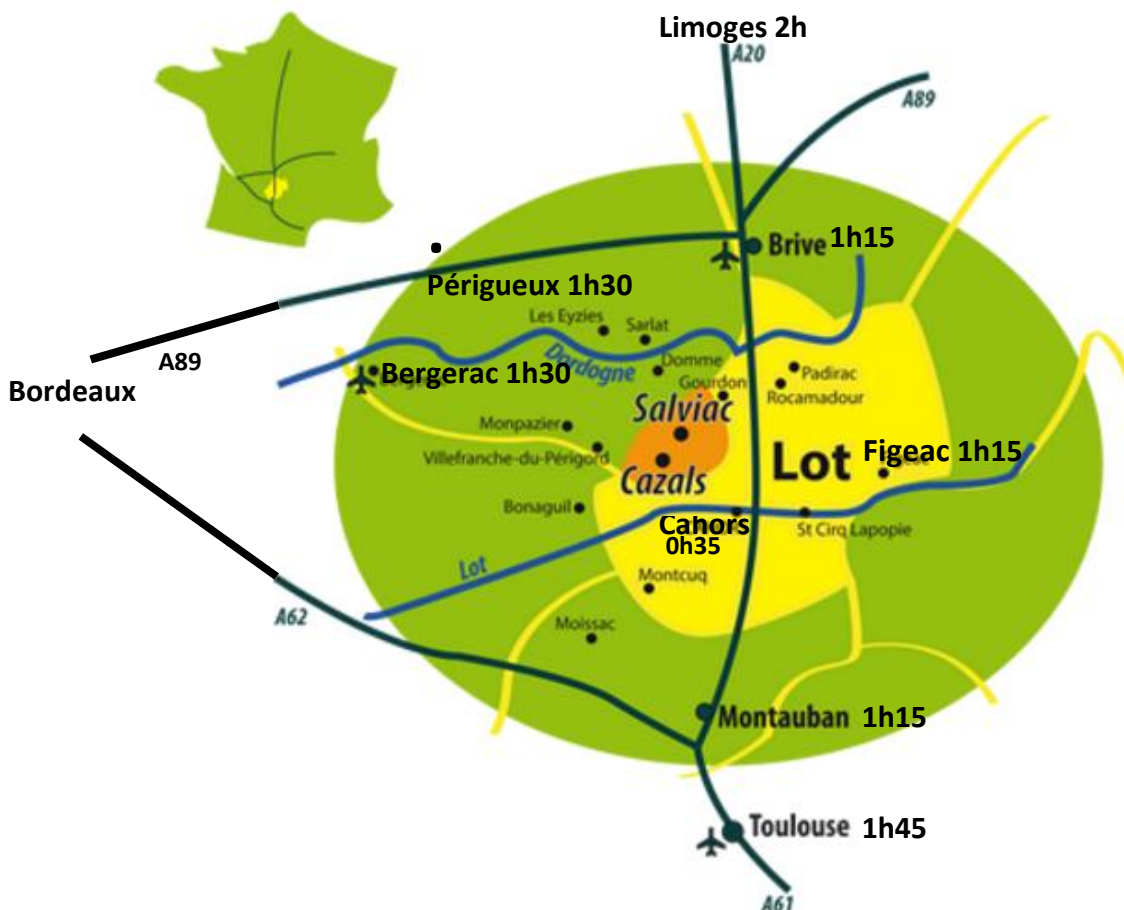 Limoges 2h
A20
A89
Brive 1h15
Périgueux 1h30
Les Eyzies
Sarlat
A89
Dordogne
Domme
Bergerac 1h30
Padirac
Bordeaux
Gourdon
Rocamadour
Salviac
Monpazier
Lot
Figeac 1h15
Villefranche-du-Périgord
Cazals
Bonaguil
Cahors
0h35
St Cirq Lapopie
Lot
Montcuq
A62
Moissac
Montauban 1h15
Toulouse 1h45
A61